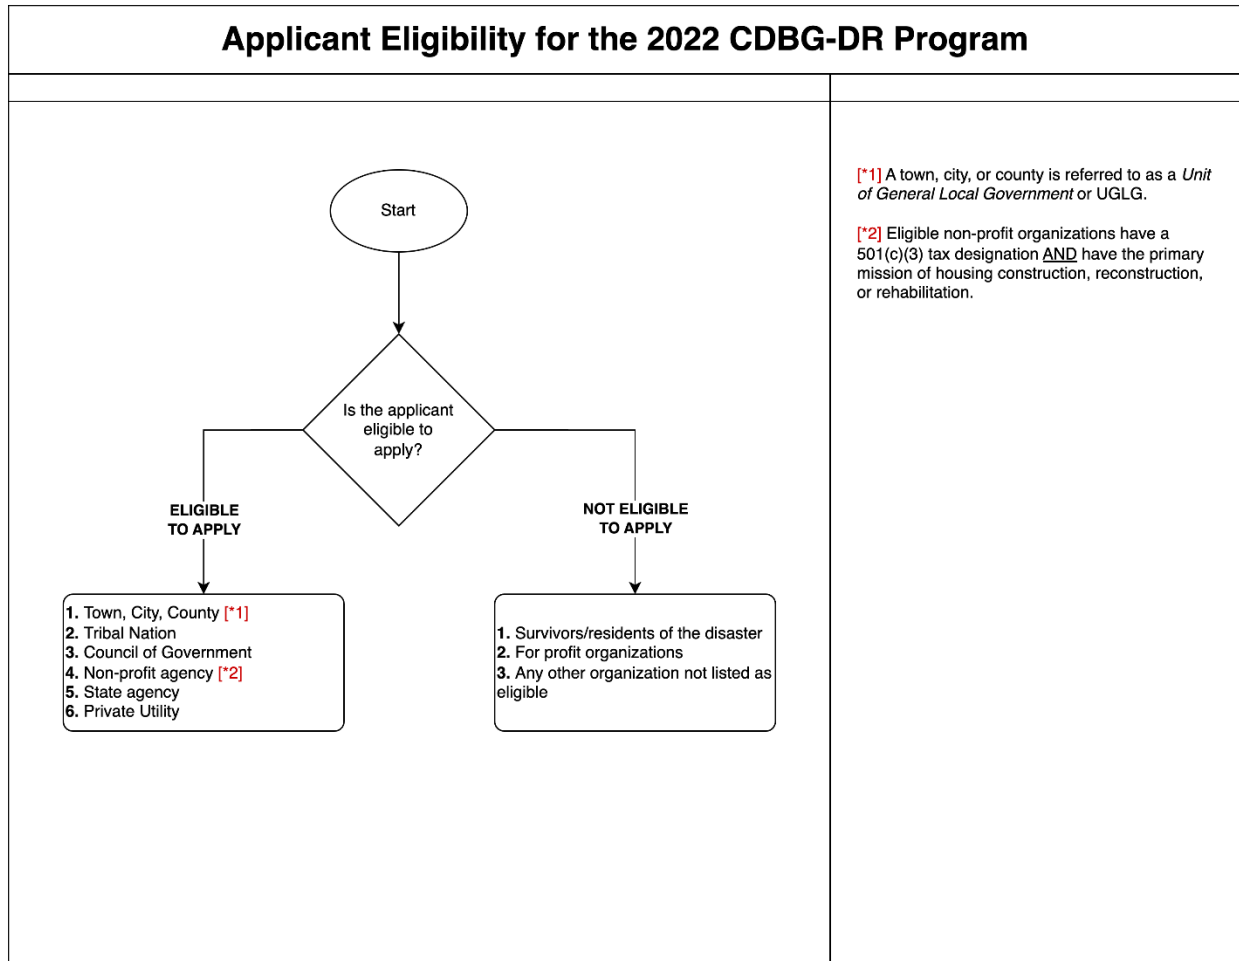 Applicant Eligibility for the 2022 CDBG-DR Program
Start
Is the applicant
eligible to
apply?
ELIGIBLE
TO APPLY
NOT ELIGIBLE
TO APPLY
1. Town, City, County [*1]
2. Tribal Nation
3. Council of Government
4. Non-profit agency [*2]
5. State agency
6. Private Utility
1. Survivors/residents of the disaster
2. For profit organizations
3. Any other organization not listed as
eligible
[*1] A town, city, or county is referred to as a Unit
of General Local Government or UGLG.
[*2] Eligible non-profit organizations have a
501(c)(3) tax designation AND have the primary
mission of housing construction, reconstruction,
or rehabilitation.